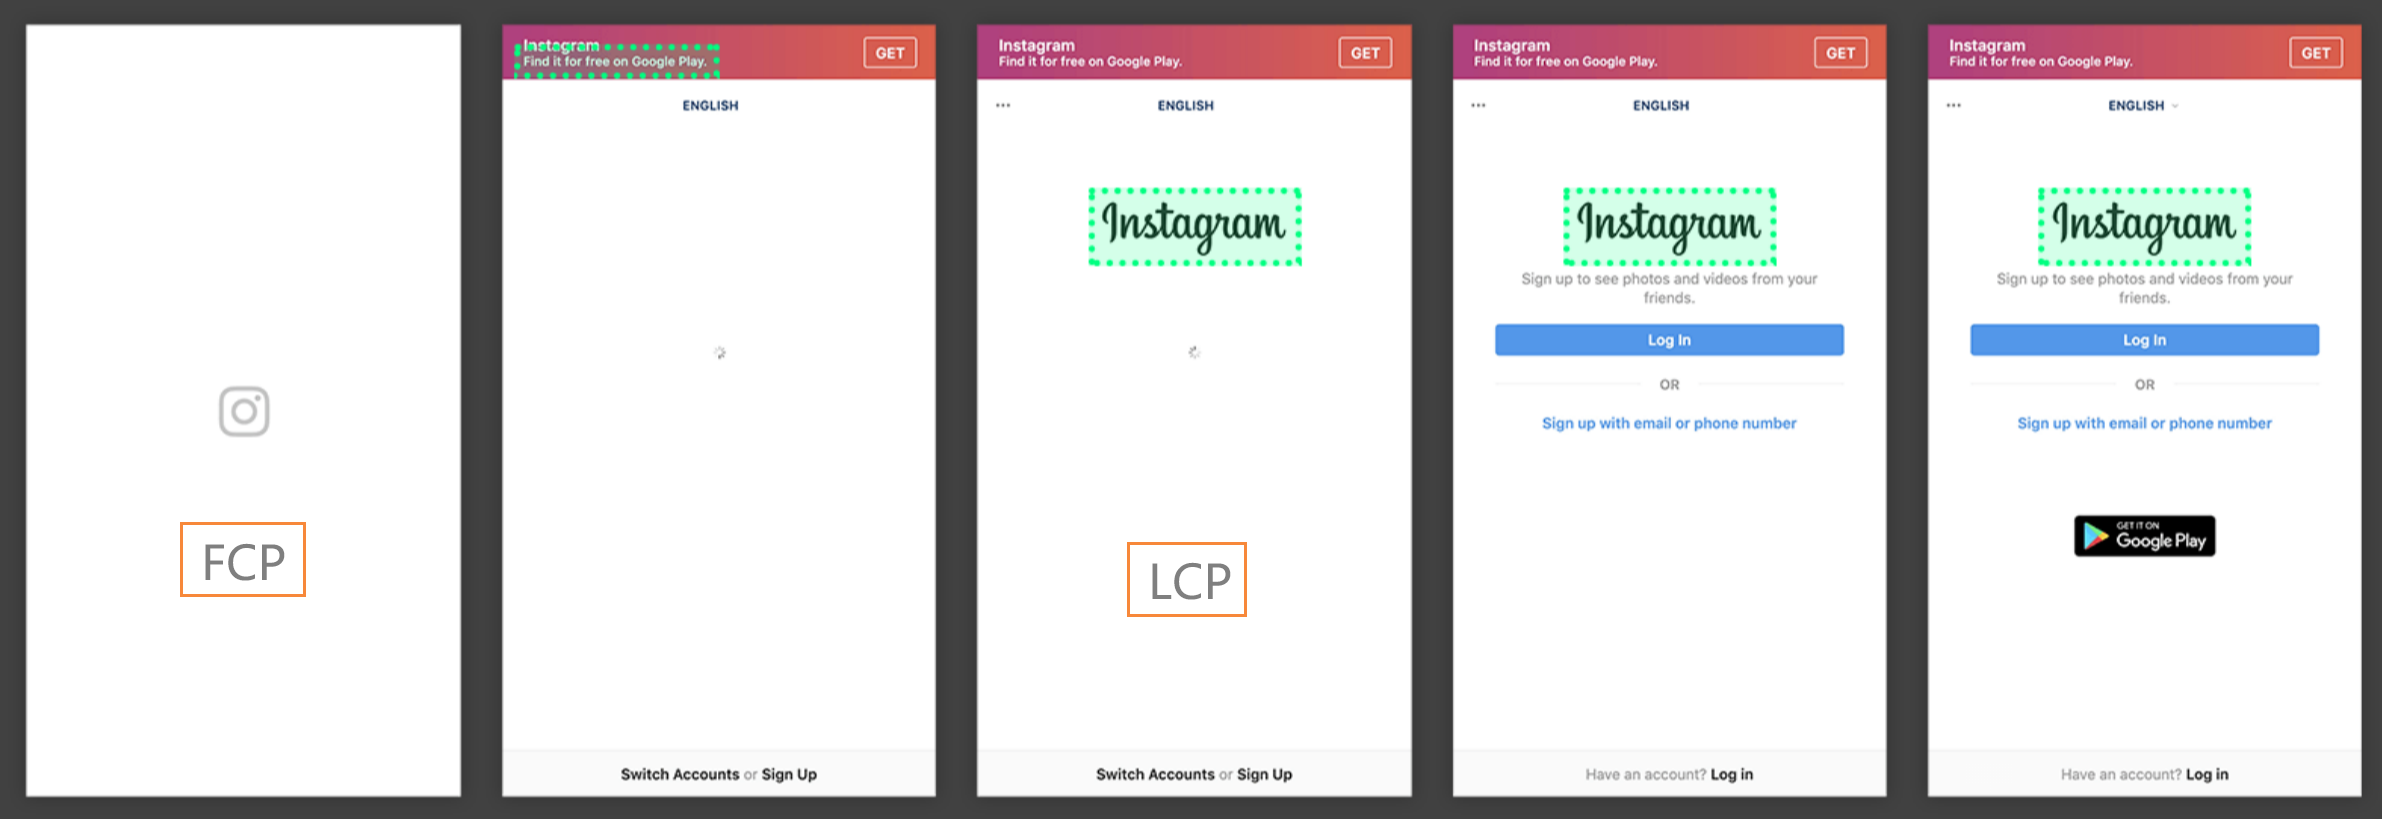 FCP
Instagram
Find it for free on Google Play.
GET
ENGLISH
Switch Accounts or Sign Up
Instagram
Find it for free on Google Play.
GET
•••
ENGLISH
Instagram
LCP
Switch Accounts or Sign Up
Instagram
Find it for free on Google Play.
GET
•••
ENGLISH
Instagram
Sign up to see photos and videos from your
friends.
Log In
OR
Sign up with email or phone number
Have an account? Log in
Instagram
Find it for free on Google Play.
GET
•••
ENGLISH
Instagram
Sign up to see photos and videos from your
friends.
Log In
OR
Sign up with email or phone number
GET IT ON
Google Play
Have an account? Log in